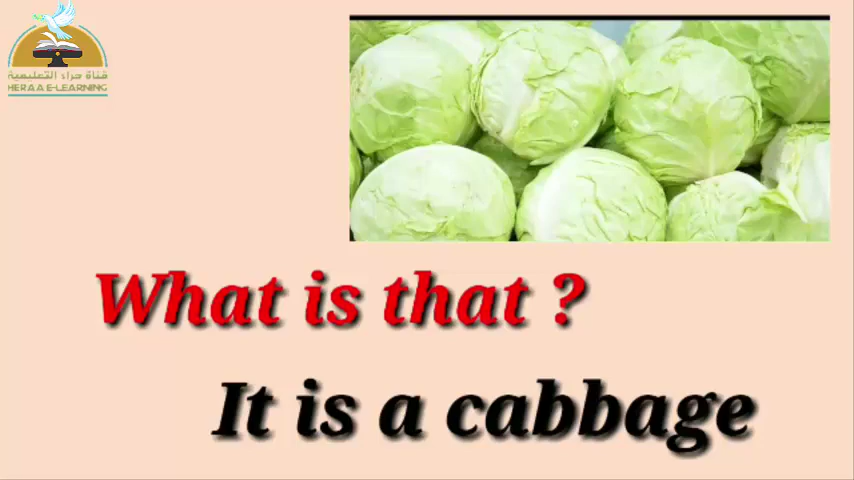 قناة حراء التعليمية
HERAA E-LEARNING
What is that ?
It is a cabbage